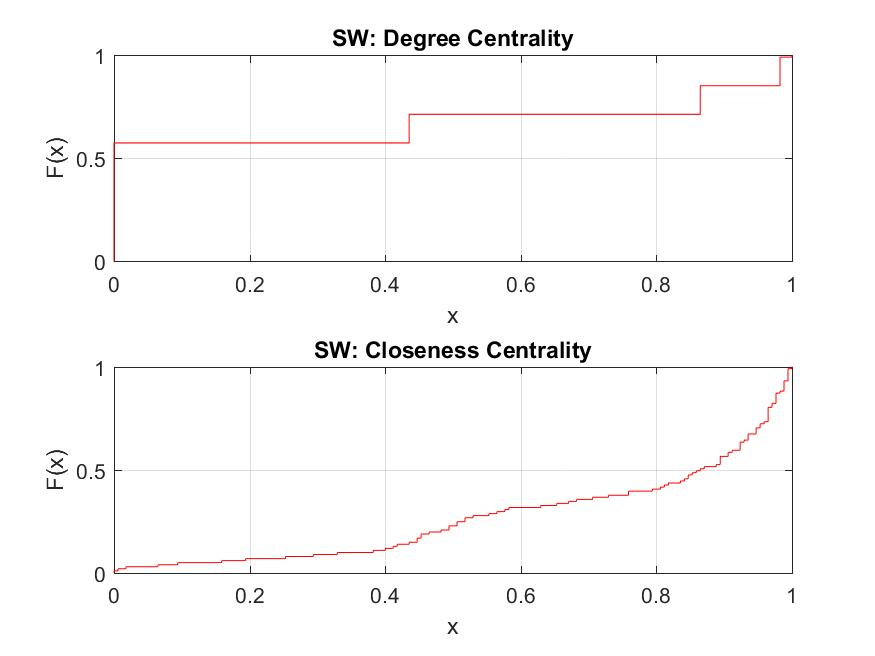 SW: Degree Centrality
1
0.5
0
F(x)
0 0.2 0.4 0.6 0.8 1
x
SW: Closeness Centrality
1
0.5
0
F(x)
0 0.2 0.4 0.6 0.8 1
x